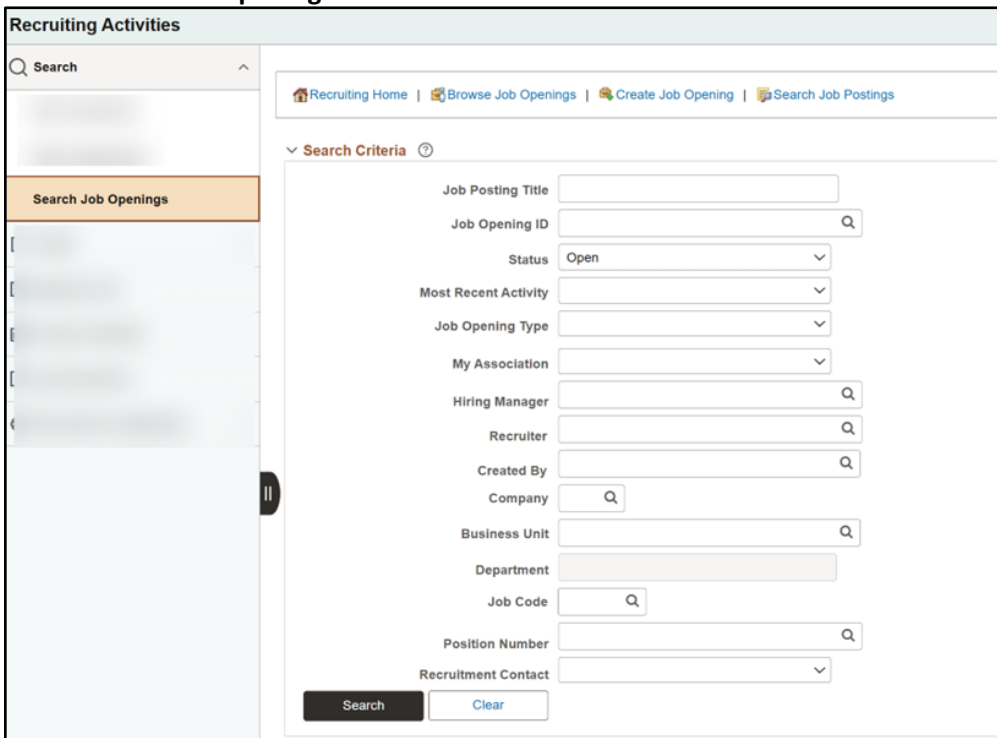 Recruiting Activities
Search
Search Job Openings
Recruiting Home | Browse Job Openings | Create Job Opening | Search Job Postings
Search Criteria ?
Job Posting Title
Job Opening ID
Status Open
Most Recent Activity
Job Opening Type
My Association
Hiring Manager
Recruiter
Created By
Company
Business Unit
Department
Job Code
Position Number
Recruitment Contact
Search Clear